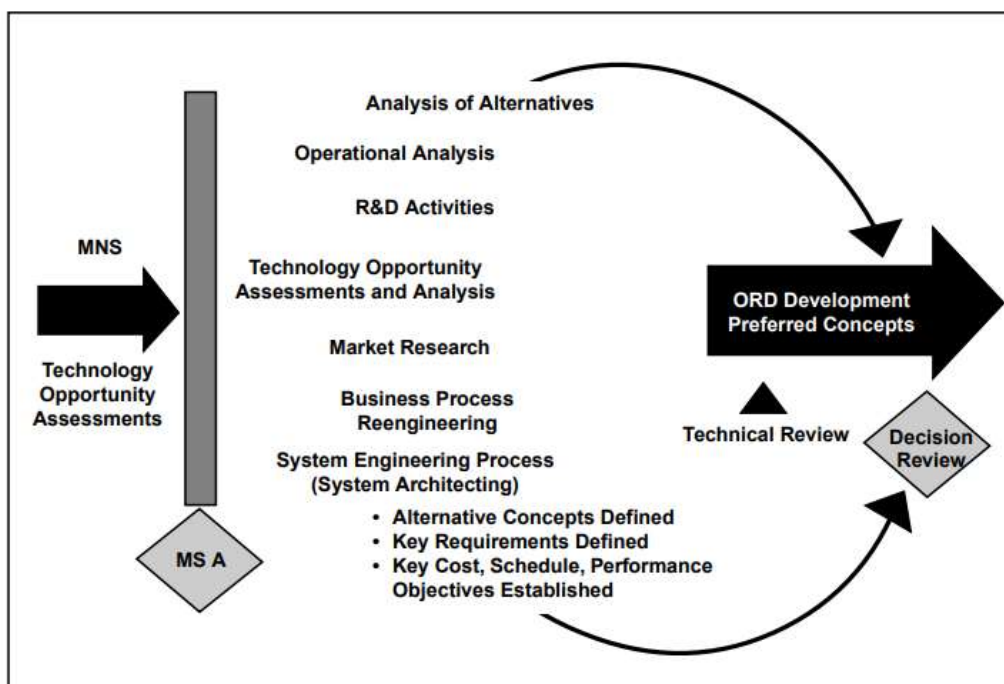 MNS
Technology
Opportunity
Assessments
MS A
Analysis of Alternatives
Operational Analysis
R&D Activities
Technology Opportunity
Assessments and Analysis
Market Research
Business Process
Reengineering
System Engineering Process
(System Architecting)
• Alternative Concepts Defined
• Key Requirements Defined
• Key Cost, Schedule, Performance
Objectives Established
ORD Development
Preferred Concepts
Technical Review
Decision
Review